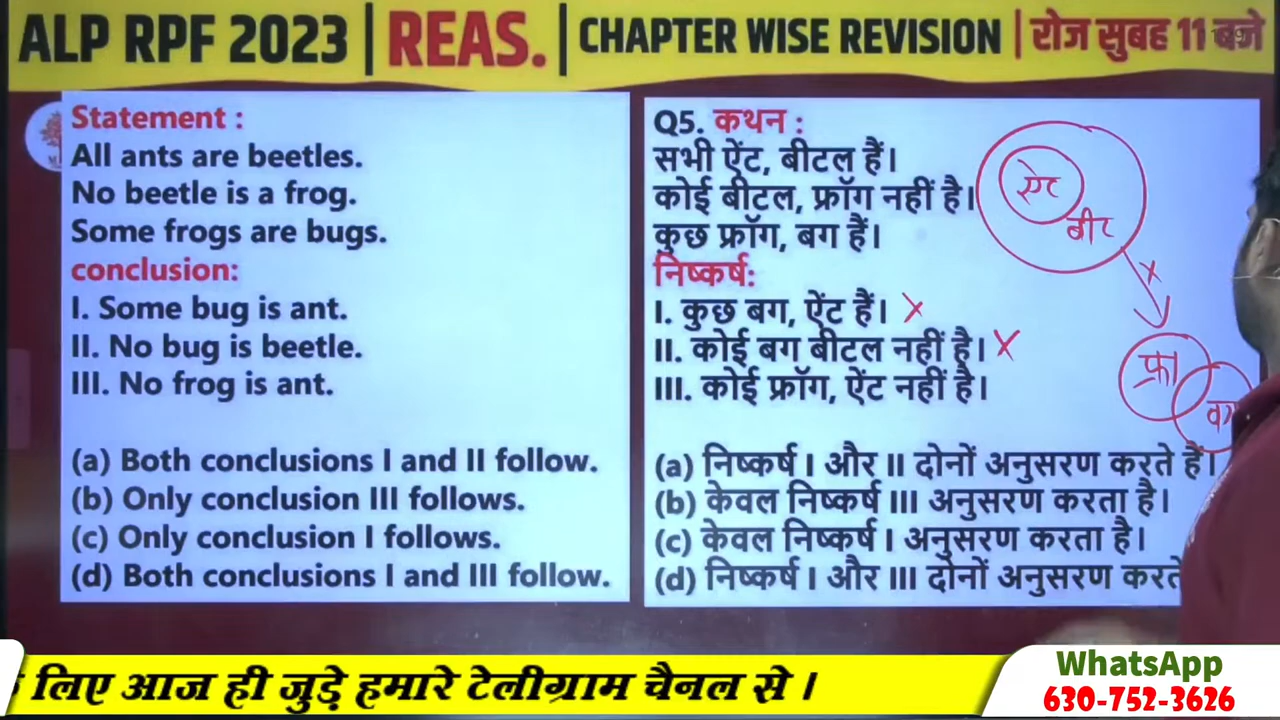 ALP RPF 2023 | REAS. | CHAPTER WISE REVISION | रोज सुबह 11 बजे
Statement :
All ants are beetles.
No beetle is a frog.
Some frogs are bugs.
conclusion:
I. Some bug is ant.
II. No bug is beetle.
III. No frog is ant.
(a) Both conclusions I and II follow.
(b) Only conclusion III follows.
(c) Only conclusion I follows.
(d) Both conclusions I and III follow.
Q5. कथन :
सभी ऐंट, बीटल हैं।
कोई बीटल, फ्रॉग नहीं है।
कुछ फ्रॉग, बग हैं।
निष्कर्ष:
I. कुछ बग, ऐंट हैं। X
II. कोई बग बीटल नहीं है। X
III. कोई फ्रॉग, ऐंट नहीं है।
(a) निष्कर्ष I और II दोनों अनुसरण करते हैं।
(b) केवल निष्कर्ष III अनुसरण करता है।
(c) केवल निष्कर्ष I अनुसरण करता है।
(d) निष्कर्ष I और III दोनों अनुसरण करते
ऐंट
बीट
X
फ्रा
लिए आज ही जुड़े हमारे टेलीग्राम चैनल से ।
WhatsApp
630-752-3626